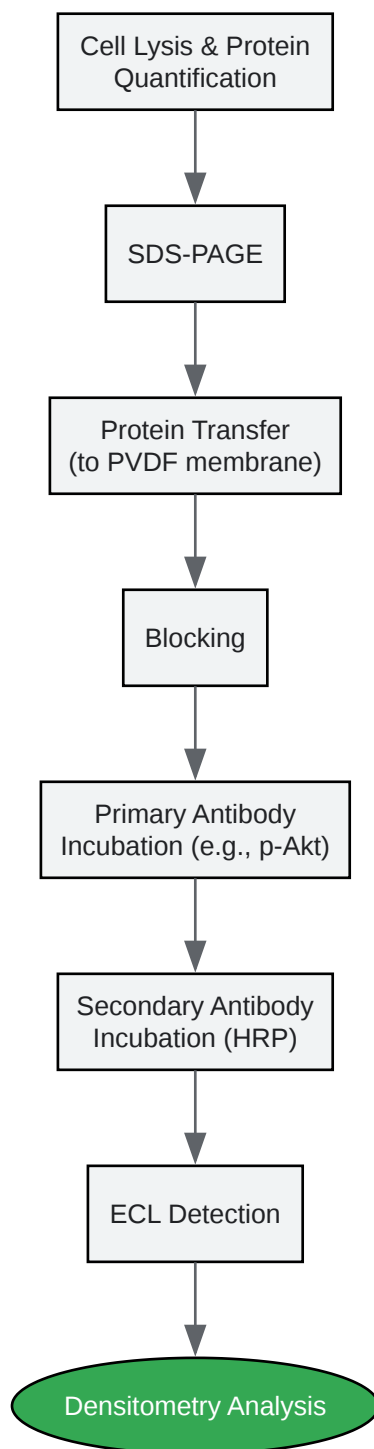 Cell Lysis & Protein
Quantification
SDS-PAGE
Protein Transfer
(to PVDF membrane)
Blocking
Primary Antibody
Incubation (e.g., p-Akt)
Secondary Antibody
Incubation (HRP)
ECL Detection
Densitometry Analysis